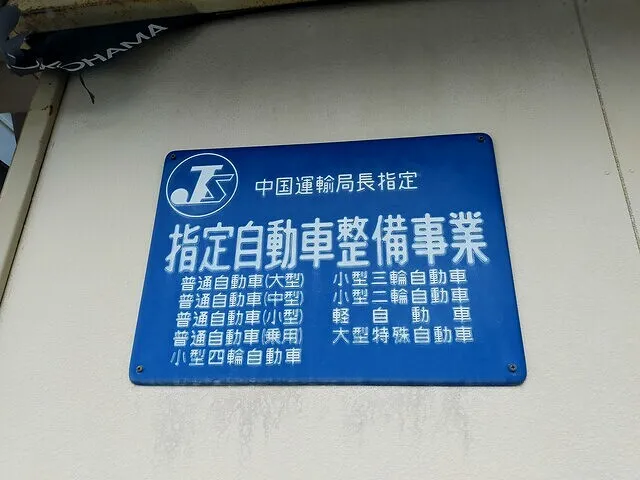 YOKOHAMA
JKS
中国運輸局長指定
指定自動車整備事業
普通自動車(大型)
普通自動車(中型)
普通自動車(小型)
普通自動車(乗用)
小型四輪自動車
小型三輪自動車
小型二輪自動車
軽自動車
大型特殊自動車